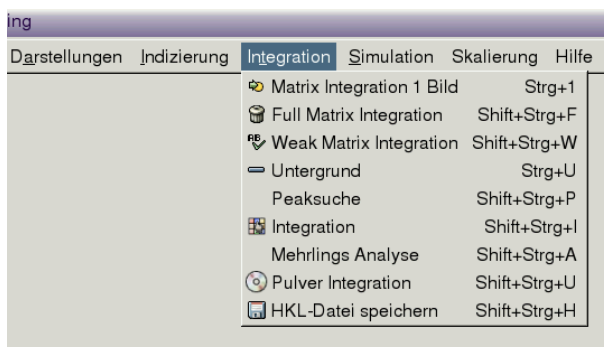 ing
Darstellungen Indizierung Integration Simulation Skalierung Hilfe
Matrix Integration 1 Bild Strg+1
Full Matrix Integration Shift+Strg+F
Weak Matrix Integration Shift+Strg+W
Untergrund Strg+U
Peaksuche Shift+Strg+P
Integration Shift+Strg+I
Mehrlings Analyse Shift+Strg+A
Pulver Integration Shift+Strg+U
HKL-Datei speichern Shift+Strg+H